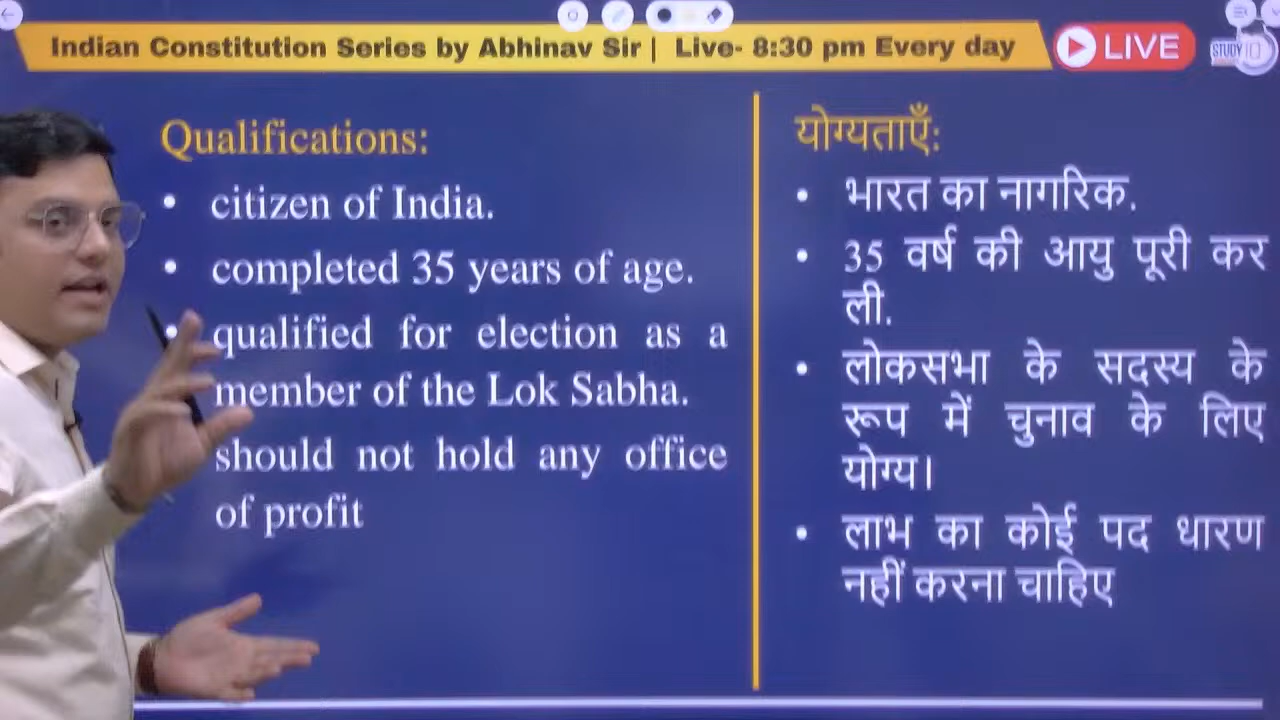 Indian Constitution Series by Abhinav Sir | Live- 8:30 pm Every day
LIVE
STUDY
Qualifications:
• citizen of India.
• completed 35 years of age.
• qualified for election as a
member of the Lok Sabha.
should not hold any office
of profit
योग्यताएँ:
• भारत का नागरिक.
• 35 वर्ष की आयु पूरी कर
ली.
• लोकसभा के सदस्य के
रूप में चुनाव के लिए
योग्य।
• लाभ का कोई पद धारण
नहीं करना चाहिए